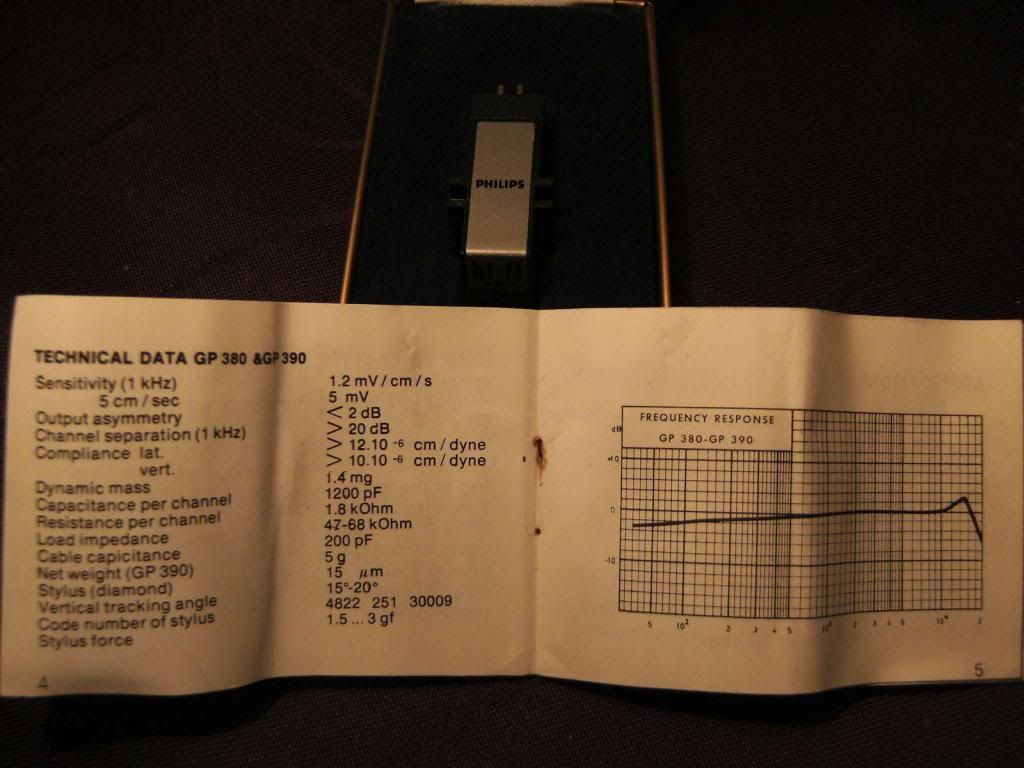 PHILIPS
hi-fi
TECHNICAL DATA GP 380 & GP 390
Sensitivity (1 kHz) 1.2 mV / cm / s
5 cm / sec 5 mV
Output asymmetry < 2 dB
Channel separation (1 kHz) > 20 dB
Compliance lat. > 12.10 -6 cm / dyne
vert. > 10.10 -6 cm / dyne
Dynamic mass 1.4 mg
Capacitance per channel 1200 pF
Resistance per channel 1.8 kOhm
Load impedance 47-68 kOhm
Cable capicitance 200 pF
Net weight (GP 390) 5 g
Stylus (diamond) 15 μm
Vertical tracking angle 15°-20°
Code number of stylus 4822 251 30009
Stylus force 1.5 ... 3 gf
4
FREQUENCY RESPONSE
GP 380-GP 390
dB
+10
0
-10
5 10² 2 3 4 5 10³ 2 3 4 5 10⁴ 2
5